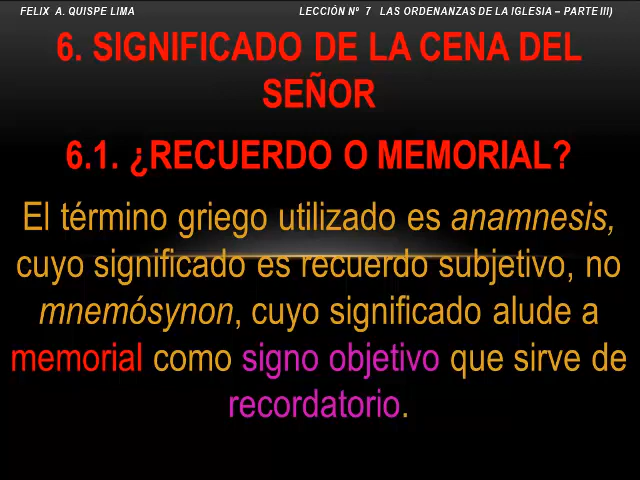 FELIX A. QUISPE LIMA LECCIÓN Nº 7 LAS ORDENANZAS DE LA IGLESIA – PARTE III)
6. SIGNIFICADO DE LA CENA DEL
SEÑOR
6.1. ¿RECUERDO O MEMORIAL?
El término griego utilizado es anamnesis,
cuyo significado es recuerdo subjetivo, no
mnemósynon, cuyo significado alude a
memorial como signo objetivo que sirve de
recordatorio.